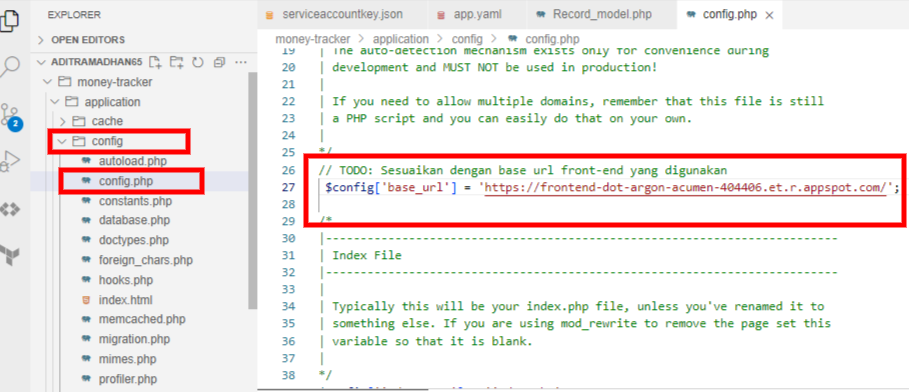 EXPLORER
OPEN EDITORS
ADITRAMADHAN65
money-tracker
application
cache
config
autoload.php
config.php
constants.php
database.php
doctypes.php
foreign_chars.php
hooks.php
index.html
memcached.php
migration.php
mimes.php
profiler.php
2
serviceaccountkey.json app.yaml Record_model.php config.php
money-tracker > application > config > config.php
19 | The auto-detection mechanism exists only for convenience during
20 | development and MUST NOT be used in production!
21 |
22 | If you need to allow multiple domains, remember that this file is still
23 | a PHP script and you can easily do that on your own.
24 |
25 */
26 // TODO: Sesuaikan dengan base url front-end yang digunakan
27 $config['base_url'] = 'https://frontend-dot-argon-acumen-404406.et.r.appspot.com/';
28
29 /*
30 |--------------------------------------------------------------------------
31 | Index File
32 |--------------------------------------------------------------------------
33 |
34 | Typically this will be your index.php file, unless you've renamed it to
35 | something else. If you are using mod_rewrite to remove the page set this
36 | variable so that it is blank.
37 |
38 */